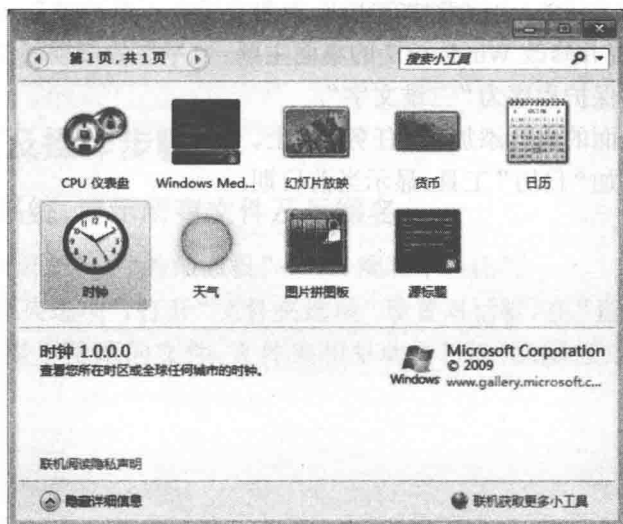 第1页,共1页
搜索小工具
CPU 仪表盘
Windows Med...
幻灯片放映
货币
日历
时钟
天气
图片拼图板
源标题
时钟 1.0.0.0
查看您所在时区或全球任何城市的时钟。
Windows
Microsoft Corporation
© 2009
www.gallery.microsoft.c...
联机阅读隐私声明
隐藏详细信息
联机获取更多小工具